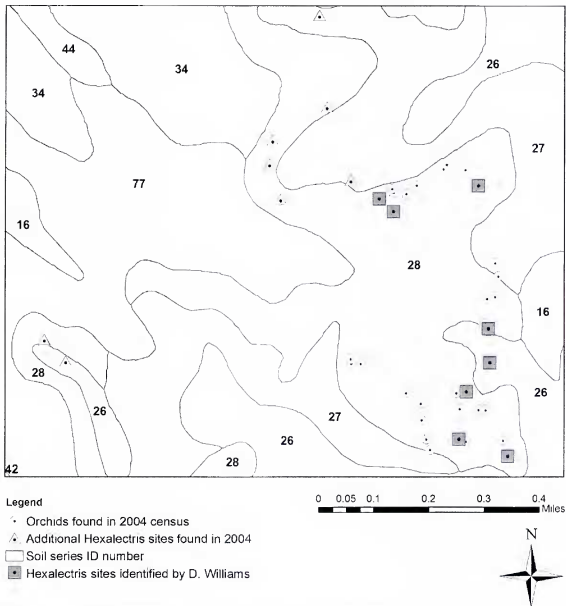 44
34
34
26
27
77
16
28
16
28
26
27
26
26
28
42
Legend
Orchids found in 2004 census
Additional Hexalectris sites found in 2004
Soil series ID number
Hexalectris sites identified by D. Williams
0 0.05 0.1 0.2 0.3 0.4
Miles
N